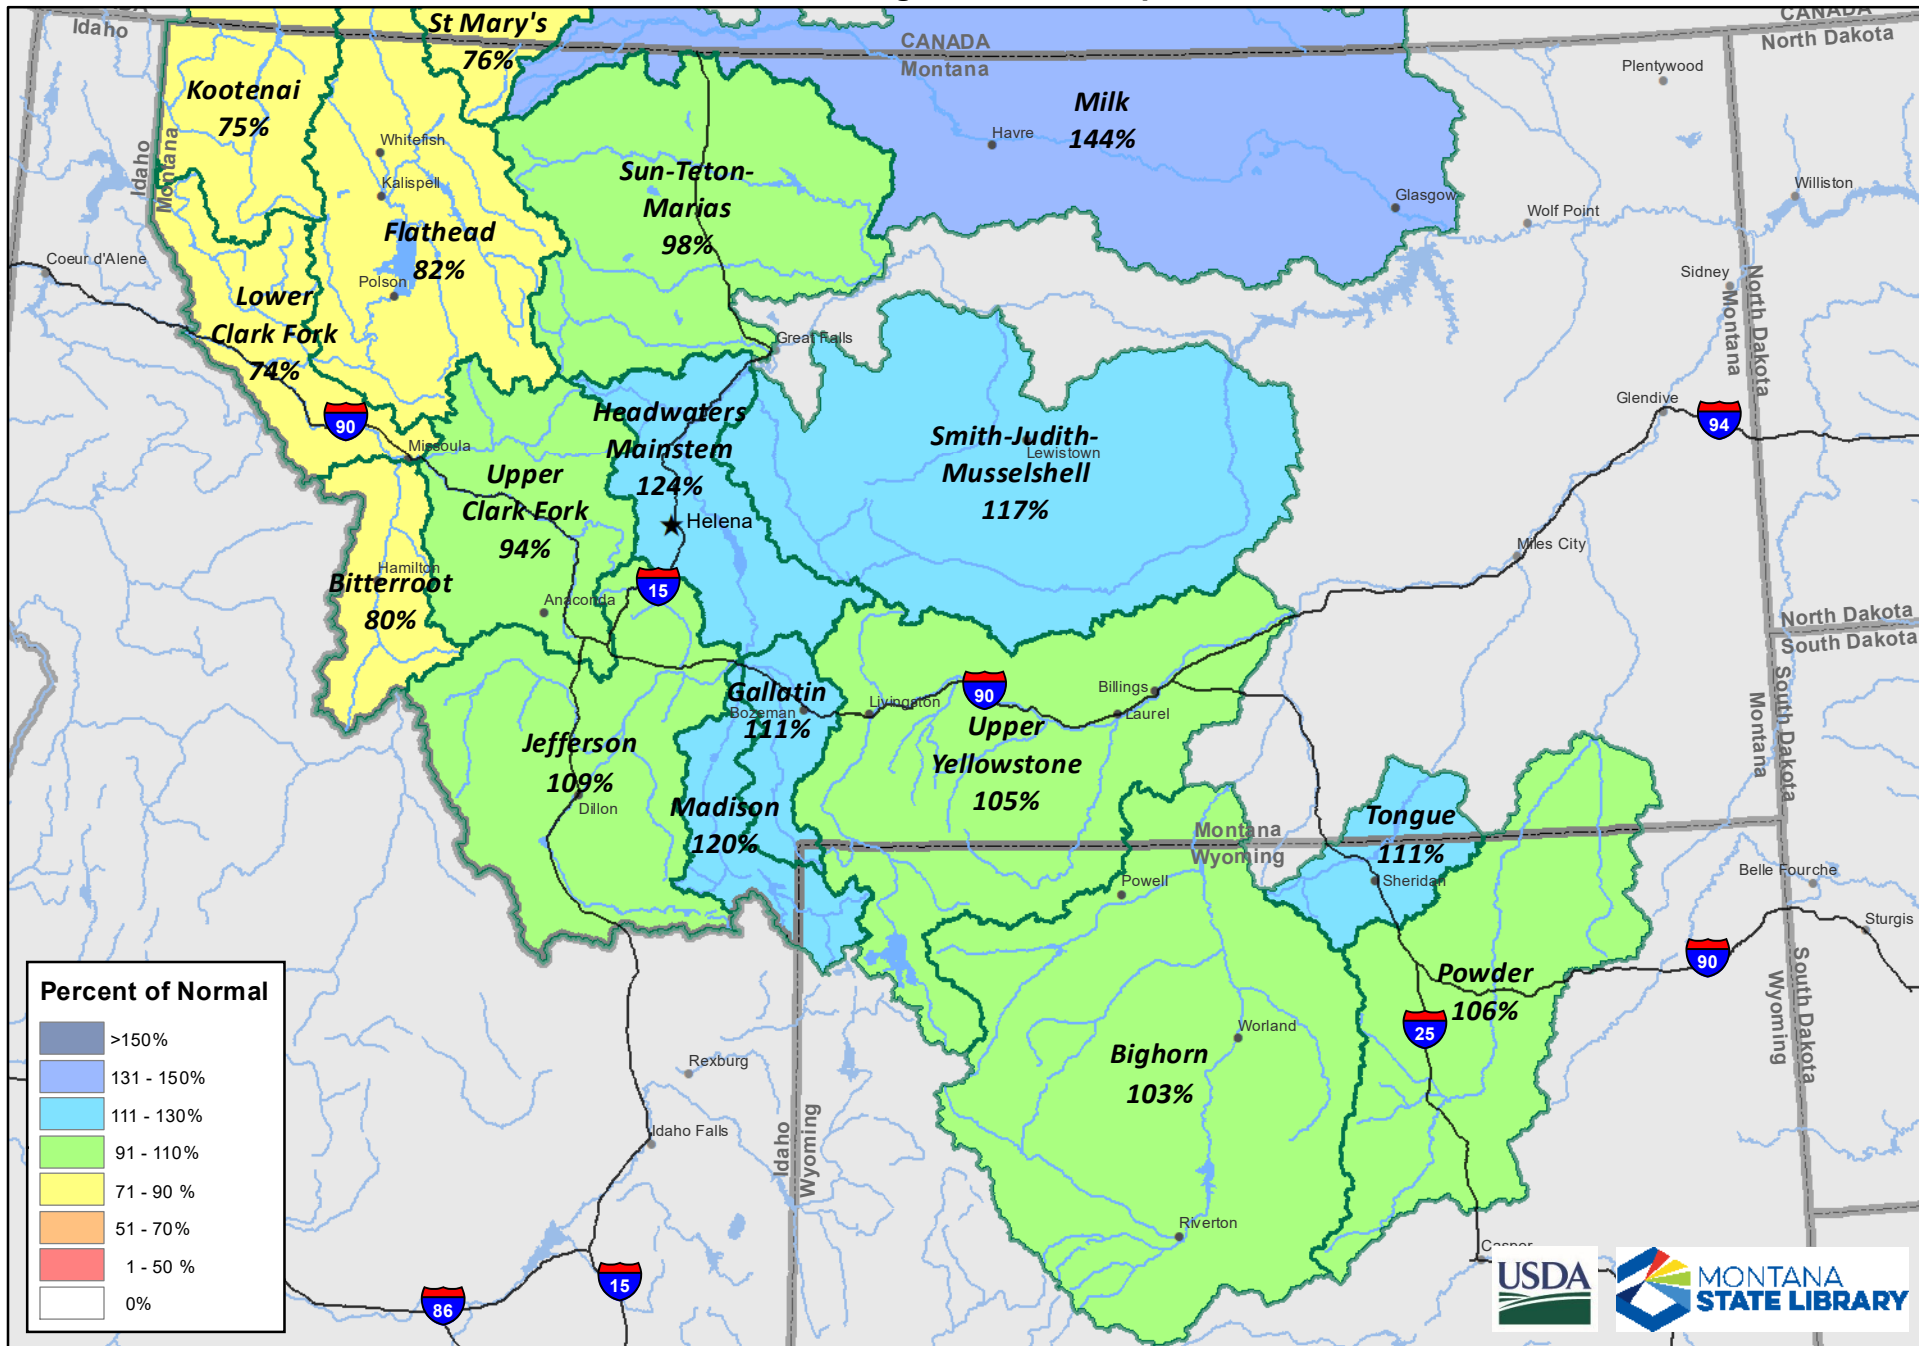 CANADA
Idaho
St Mary's
76%
CANADA
Montana
CANADA
North Dakota
Kootenai
75%
Whitefish
Kalispell
Idaho
Montana
Flathead
82%
Polson
Sun-Teton-
Marias
98%
Milk
144%
Havre
Glasgow
Plentywood
Wolf Point
Williston
Sidney
North Dakota
Montana
Coeur d'Alene
Lower
Clark Fork
74%
Great Falls
90
Missoula
Headwaters
Mainstem
124%
Helena
Smith-Judith-
Lewistown
Musselshell
117%
Glendive
94
Upper
Clark Fork
94%
Hamilton
Bitterroot
80%
Anaconda
15
Miles City
North Dakota
South Dakota
Gallatin
Bozeman
111%
Livingston
90
Billings
Laurel
Upper
Yellowstone
105%
South Dakota
Montana
Jefferson
109%
Dillon
Madison
120%
Montana
Wyoming
Tongue
111%
Sheridan
Powell
Belle Fourche
Sturgis
90
Powder
106%
25
South Dakota
Wyoming
Worland
Bighorn
103%
Riverton
Casper
Rexburg
Idaho Falls
Idaho
Wyoming
15
86
Percent of Normal
>150%
131 - 150%
111 - 130%
91 - 110%
71 - 90 %
51 - 70%
1 - 50 %
0%
USDA
MONTANA
STATE LIBRARY